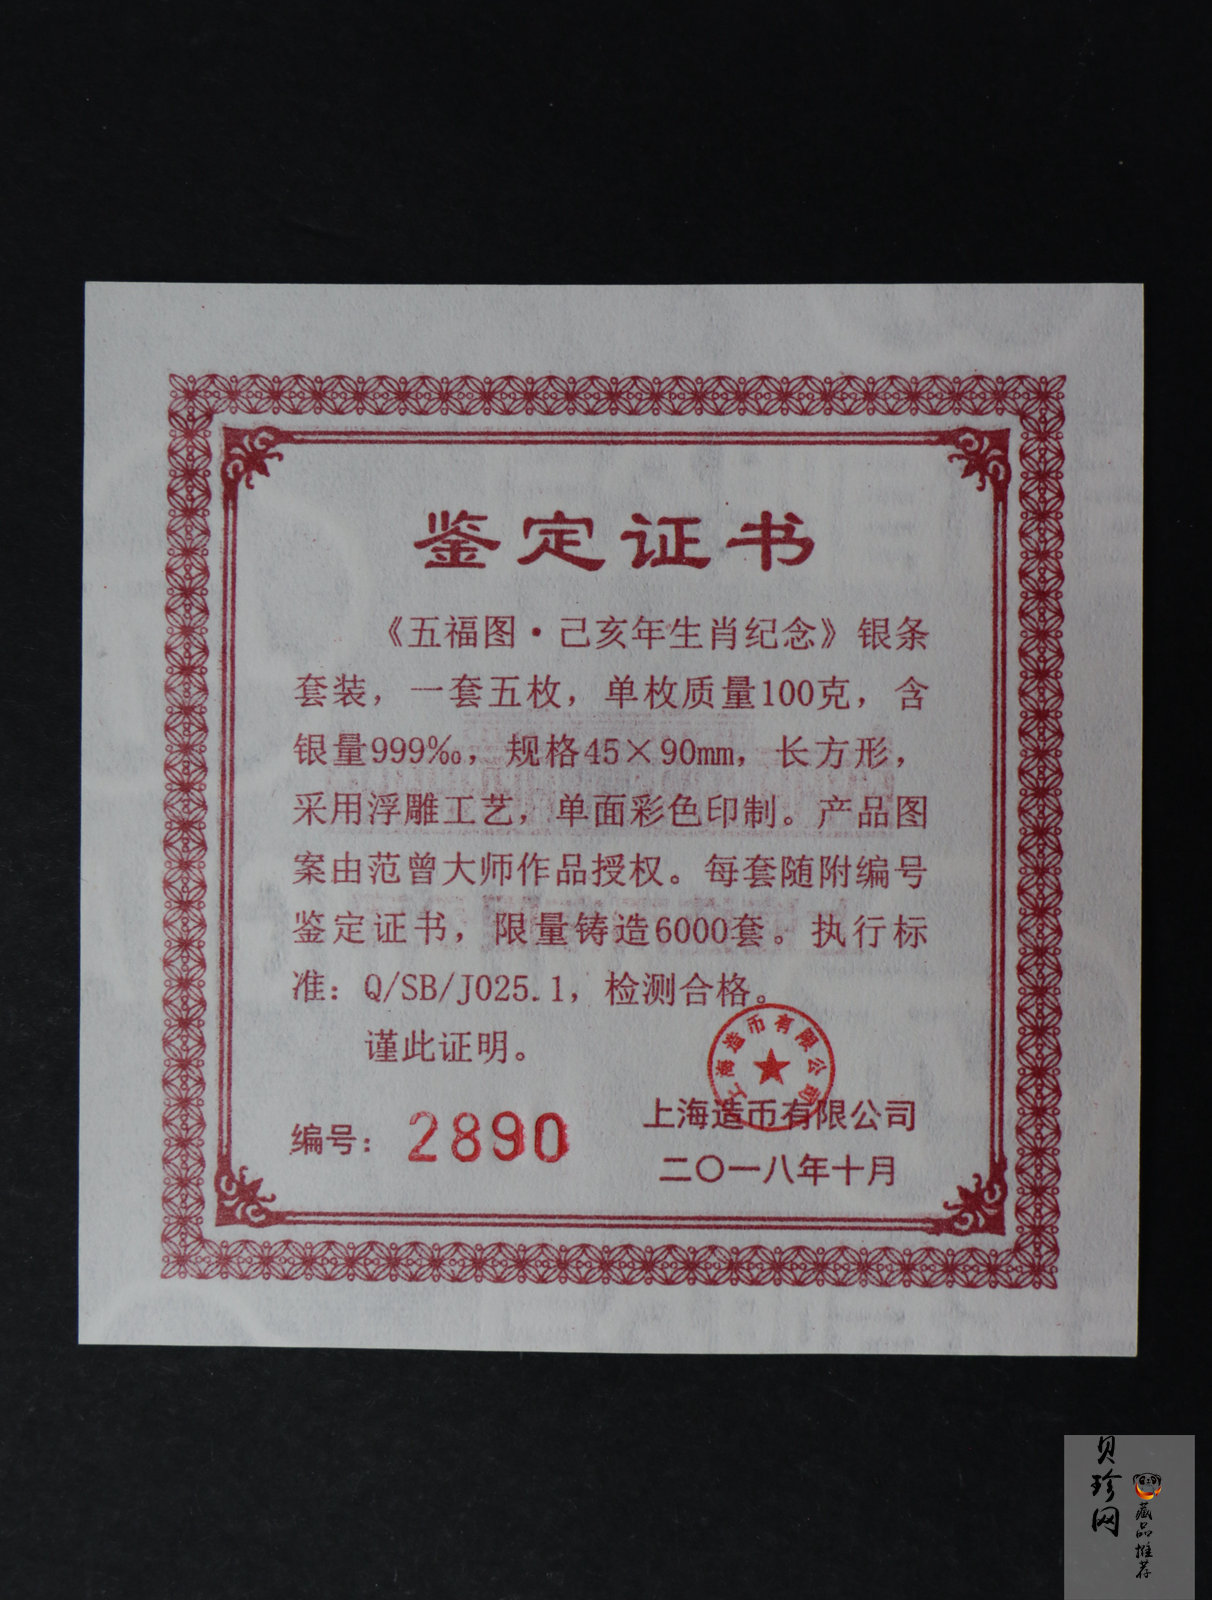 鉴定证书
《五福图·己亥年生肖纪念》银条
套装，一套五枚，单枚质量100克，含
银量999‰，规格45×90mm，长方形，
采用浮雕工艺，单面彩色印制。产品图
案由范曾大师作品授权。每套随附编号
鉴定证书，限量铸造6000套。执行标
准：Q/SB/J025.1，检测合格。
谨此证明。
上海造币有限公司
编号：2890
上海造币有限公司
二〇一八年十月
贝珍网
藏品推荐